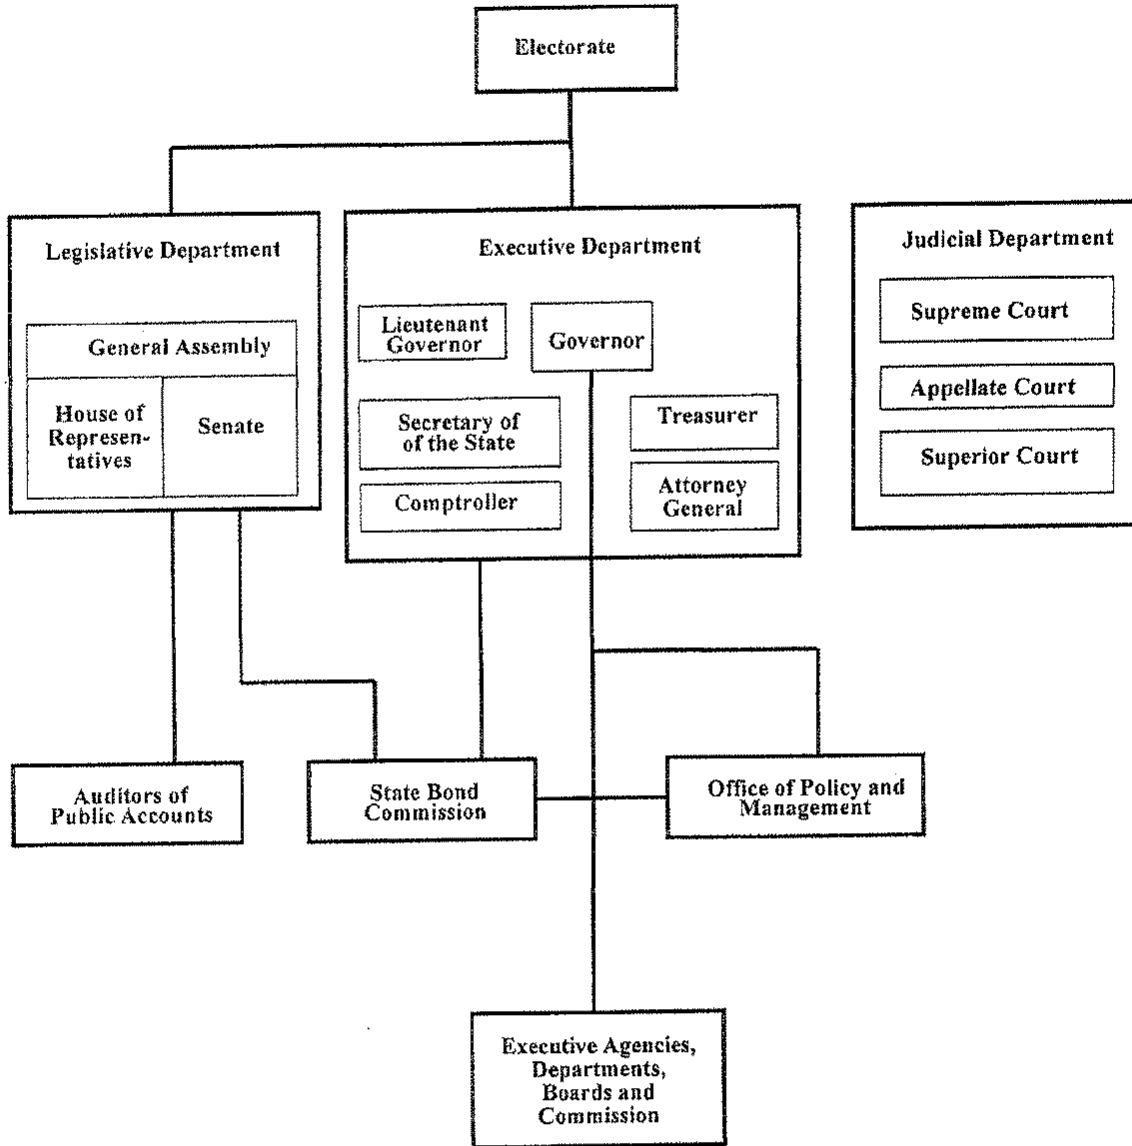 Electorate
Legislative Department
General Assembly
House of
Represen-
tatives
Senate
Executive Department
Lieutenant
Governor
Governor
Secretary of
of the State
Comptroller
Treasurer
Attorney
General
Judicial Department
Supreme Court
Appellate Court
Superior Court
Auditors of
Public Accounts
State Bond
Commission
Office of Policy and
Management
Executive Agencies,
Departments,
Boards and
Commission